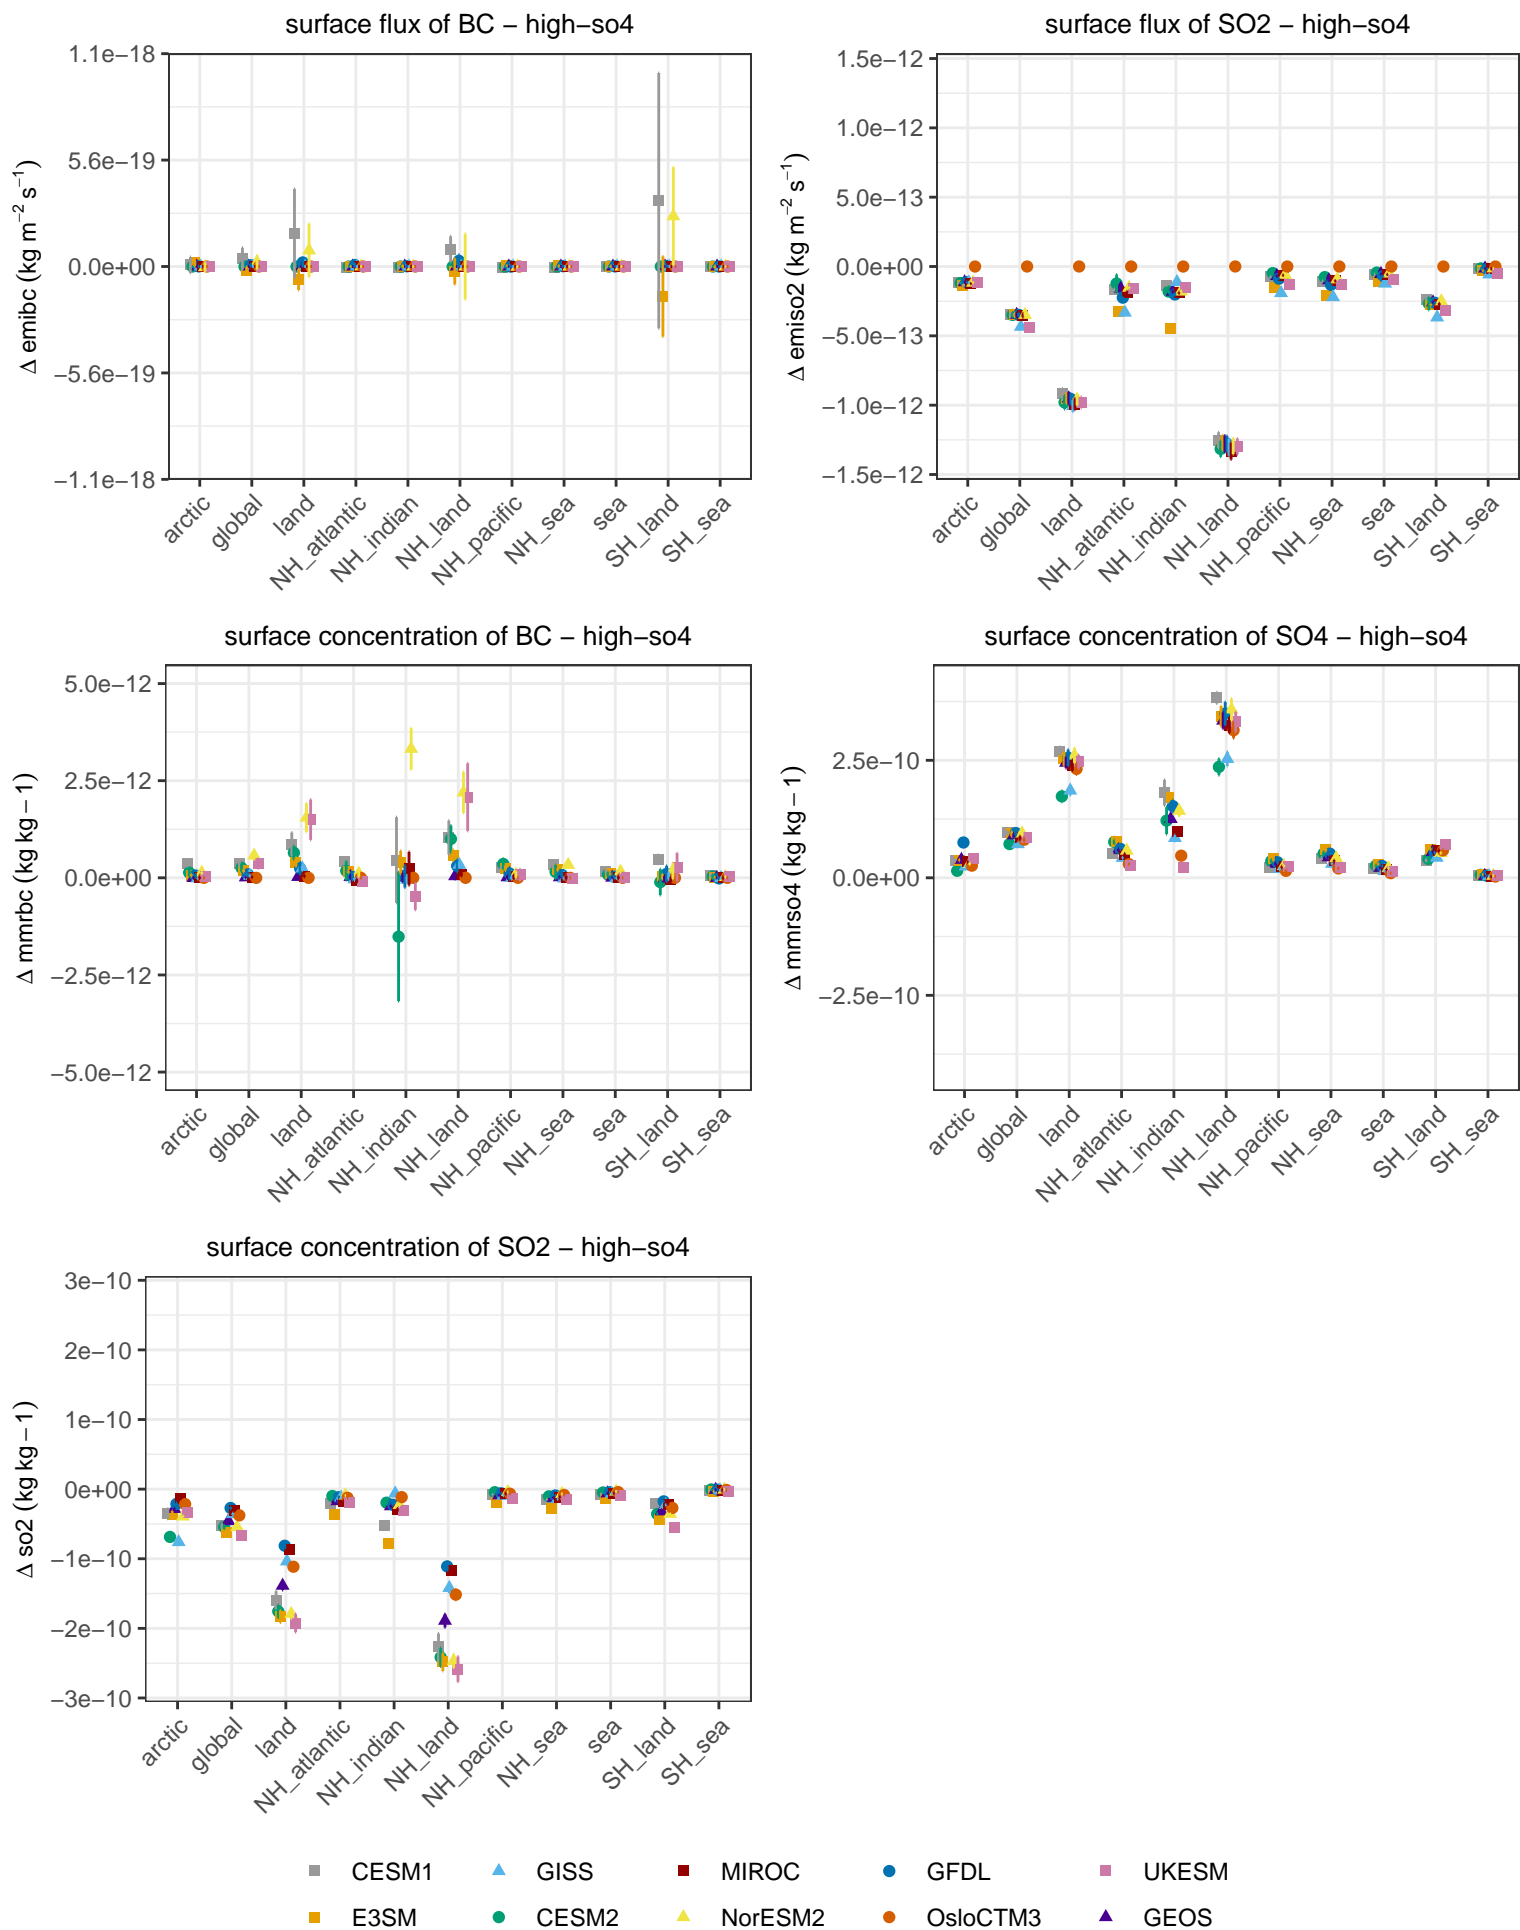 surface flux of BC − high−so4
1.1e−18
5.6e−19
0.0e+00
−5.6e−19
−1.1e−18
Δ emibc (kg m−2 s−1)
arctic
global
land
NH_atlantic
NH_indian
NH_land
NH_pacific
NH_sea
sea
SH_land
SH_sea
surface flux of SO2 − high−so4
1.5e−12
1.0e−12
5.0e−13
0.0e+00
−5.0e−13
−1.0e−12
−1.5e−12
Δ emiso2 (kg m−2 s−1)
arctic
global
land
NH_atlantic
NH_indian
NH_land
NH_pacific
NH_sea
sea
SH_land
SH_sea
surface concentration of BC − high−so4
5.0e−12
2.5e−12
0.0e+00
−2.5e−12
−5.0e−12
Δ mmrbc (kg kg−1)
arctic
global
land
NH_atlantic
NH_indian
NH_land
NH_pacific
NH_sea
sea
SH_land
SH_sea
surface concentration of SO4 − high−so4
2.5e−10
0.0e+00
−2.5e−10
Δ mmrso4 (kg kg−1)
arctic
global
land
NH_atlantic
NH_indian
NH_land
NH_pacific
NH_sea
sea
SH_land
SH_sea
surface concentration of SO2 − high−so4
3e−10
2e−10
1e−10
0e+00
−1e−10
−2e−10
−3e−10
Δ so2 (kg kg−1)
arctic
global
land
NH_atlantic
NH_indian
NH_land
NH_pacific
NH_sea
sea
SH_land
SH_sea
CESM1 GISS MIROC GFDL UKESM
E3SM CESM2 NorESM2 OsloCTM3 GEOS